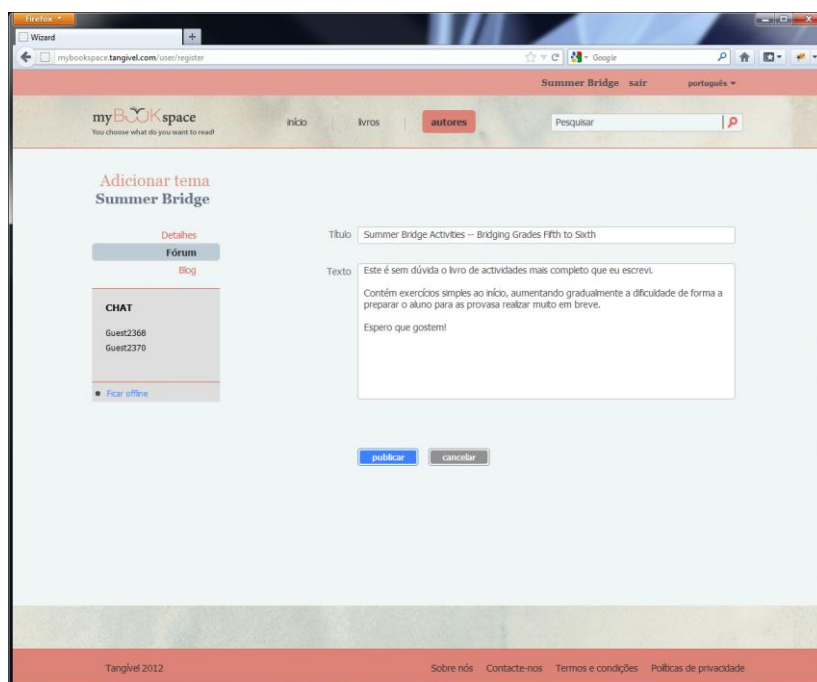 Firefox
Wizard
mybookspace.tangivel.com/user/register
Google
Summer Bridge sair português
myBOOKspace
You choose what do you want to read!
início livros autores
Pesquisar
Adicionar tema
Summer Bridge
Detalhes
Fórum
Blog
CHAT
Guest2368
Guest2370
Ficar offline
Título Summer Bridge Activities -- Bridging Grades Fifth to Sixth
Texto Este é sem dúvida o livro de actividades mais completo que eu escrevi.
Contém exercícios simples ao início, aumentando gradualmente a dificuldade de forma a
preparar o aluno para as provasa realizar muito em breve.
Espero que gostem!
publicar cancelar
Tangível 2012
Sobre nós Contacte-nos Termos e condições Políticas de privacidade